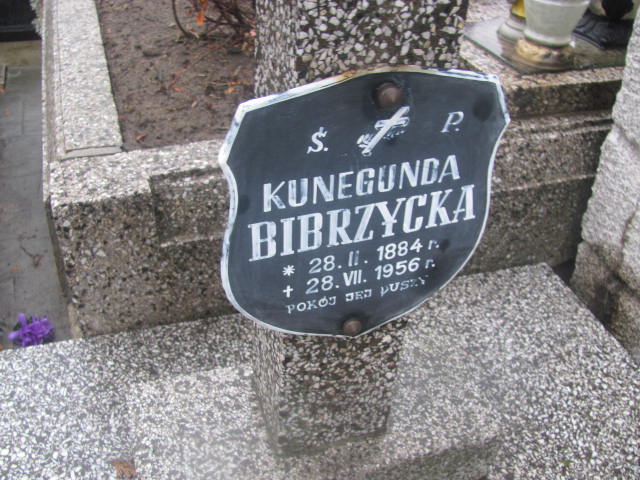 Ś. P.
KUNEGUNDA
BIBRZYCKA
* 28. II. 1884 r.
+ 28. VII. 1956 r.
POKÓJ JEJ DUSZY